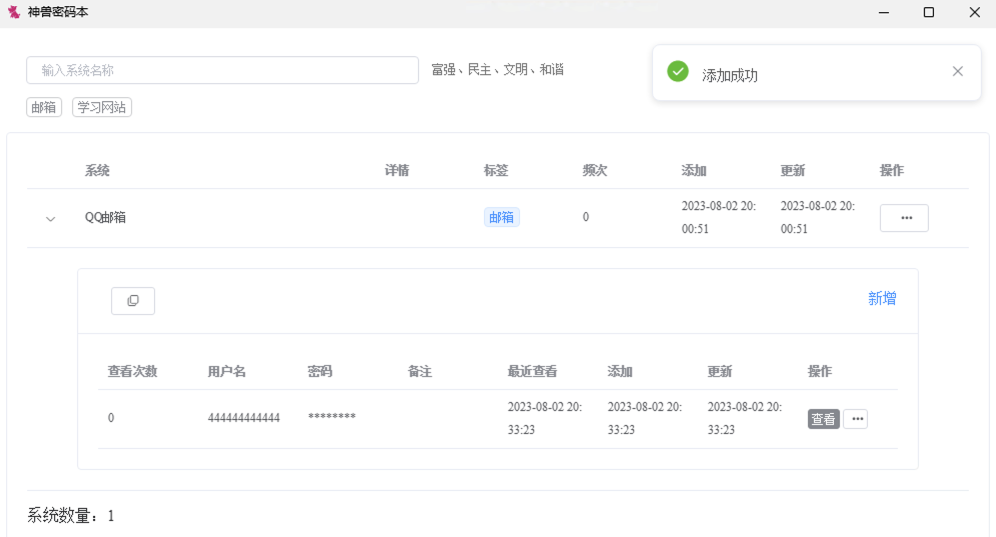 神兽密码本
输入系统名称
富强、民主、文明、和谐
添加成功
邮箱 学习网站
系统 详情 标签 频次 添加 更新 操作
QQ邮箱 邮箱 0 2023-08-02 20:00:51 2023-08-02 20:00:51 •••
新增
查看次数 用户名 密码 备注 最近查看 添加 更新 操作
0 444444444444 ******** 2023-08-02 20:33:23 2023-08-02 20:33:23 2023-08-02 20:33:23 查看 •••
系统数量：1